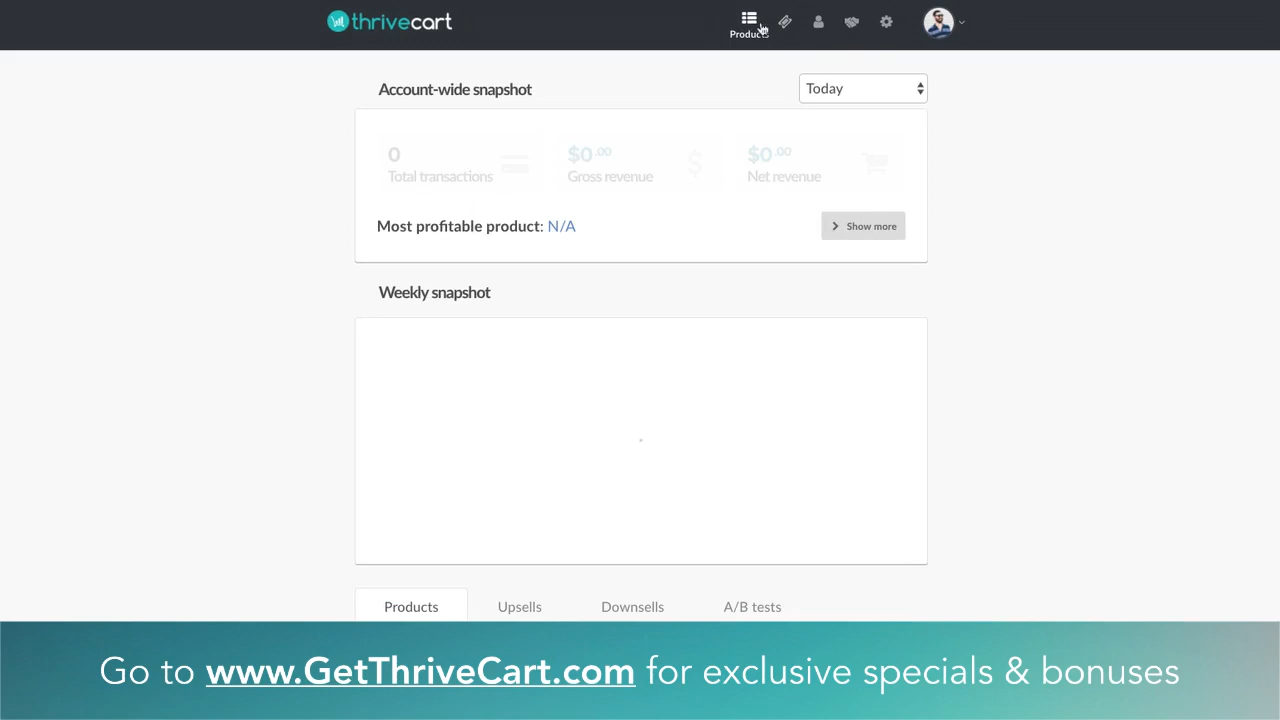 thrivecart
Products
Account-wide snapshot
Today
0
Total transactions
$0.00
Gross revenue
$0.00
Net revenue
Most profitable product: N/A
Show more
Weekly snapshot
Products Upsells Downsells A/B tests
Go to www.GetThriveCart.com for exclusive specials & bonuses